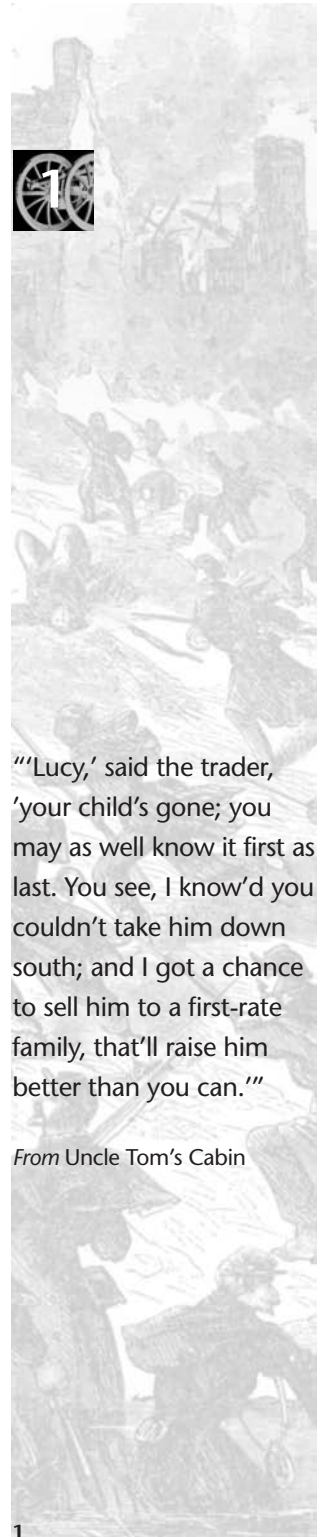 1
“‘Lucy,’ said the trader,
’your child’s gone; you
may as well know it first as
last. You see, I know’d you
couldn’t take him down
south; and I got a chance
to sell him to a first-rate
family, that’ll raise him
better than you can.’”
From Uncle Tom’s Cabin
1